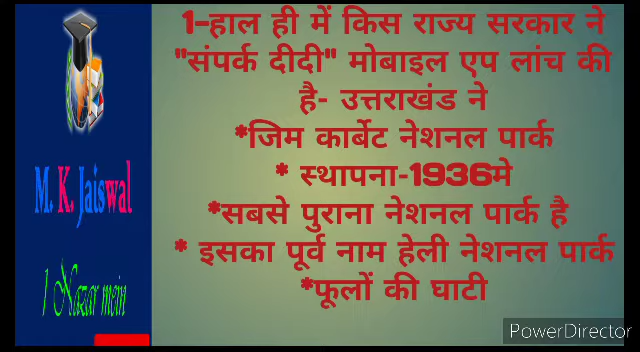 1-हाल ही में किस राज्य सरकार ने
"संपर्क दीदी" मोबाइल एप लांच की
है- उत्तराखंड ने
*जिम कार्बेट नेशनल पार्क
* स्थापना-1936मे
*सबसे पुराना नेशनल पार्क है
* इसका पूर्व नाम हेली नेशनल पार्क
*फूलों की घाटी
M. K. Jaiswal
1 Nazar mein
PowerDirector